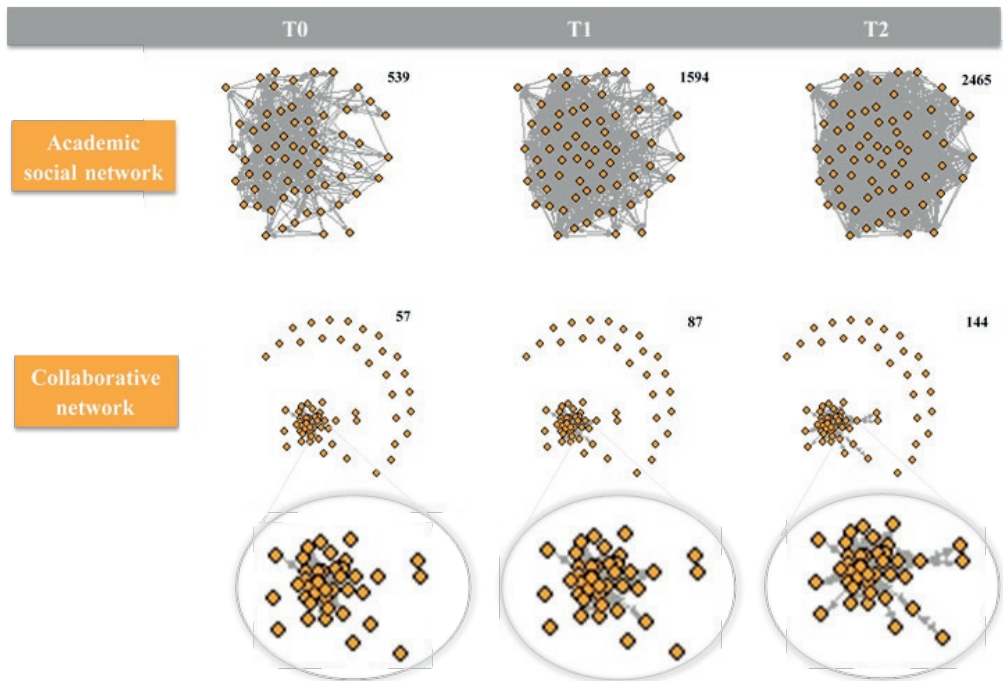 T0 T1 T2
539 1594 2465
Academic
social network
57 87 144
Collaborative
network